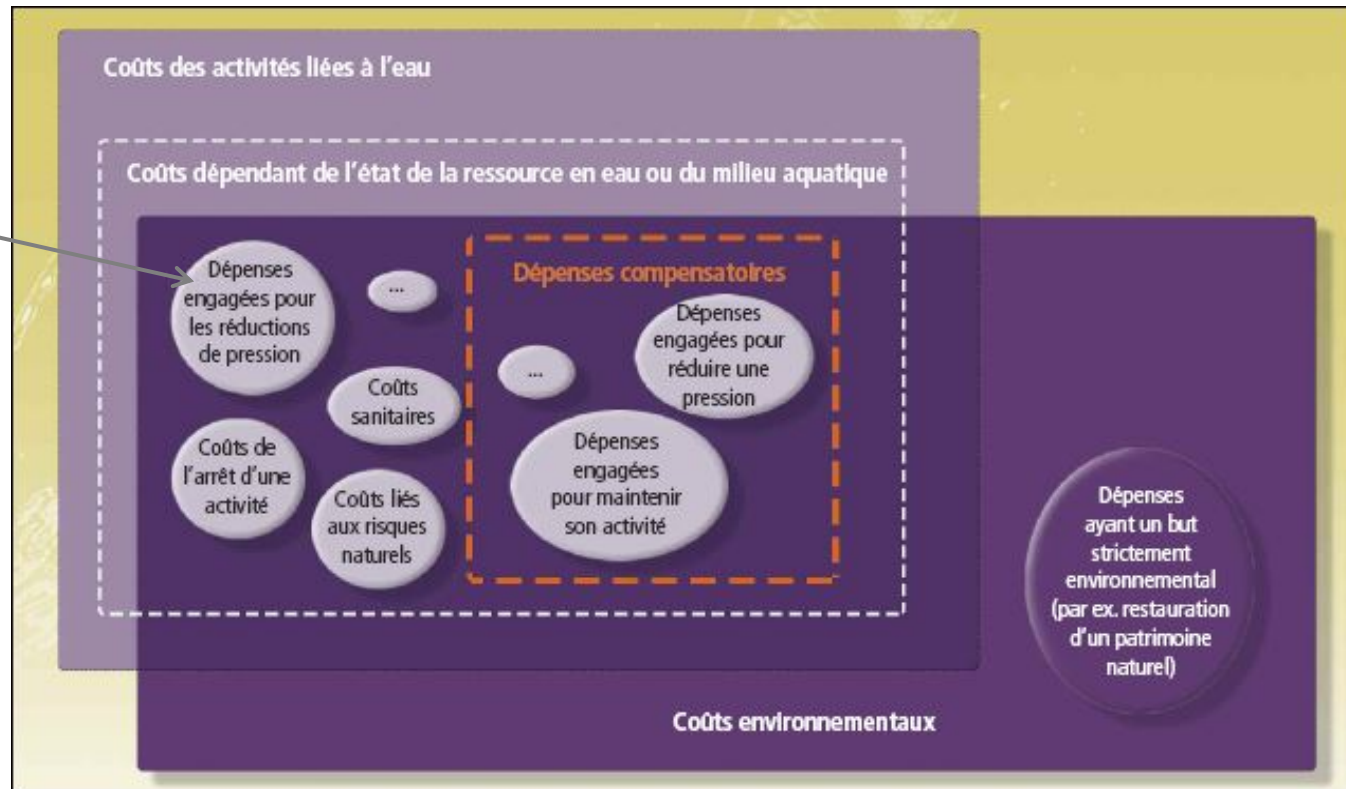 Coûts des activités liées à l'eau
Coûts dépendant de l'état de la ressource en eau ou du milieu aquatique
Dépenses
engagées pour
les réductions
de pression
...
Coûts
sanitaires
Coûts de
l'arrêt d'une
activité
Coûts liés
aux risques
naturels
Dépenses compensatoires
...
Dépenses
engagées pour
réduire une
pression
Dépenses
engagées
pour maintenir
son activité
Dépenses
ayant un but
strictement
environnemental
(par ex. restauration
d'un patrimoine
naturel)
Coûts environnementaux